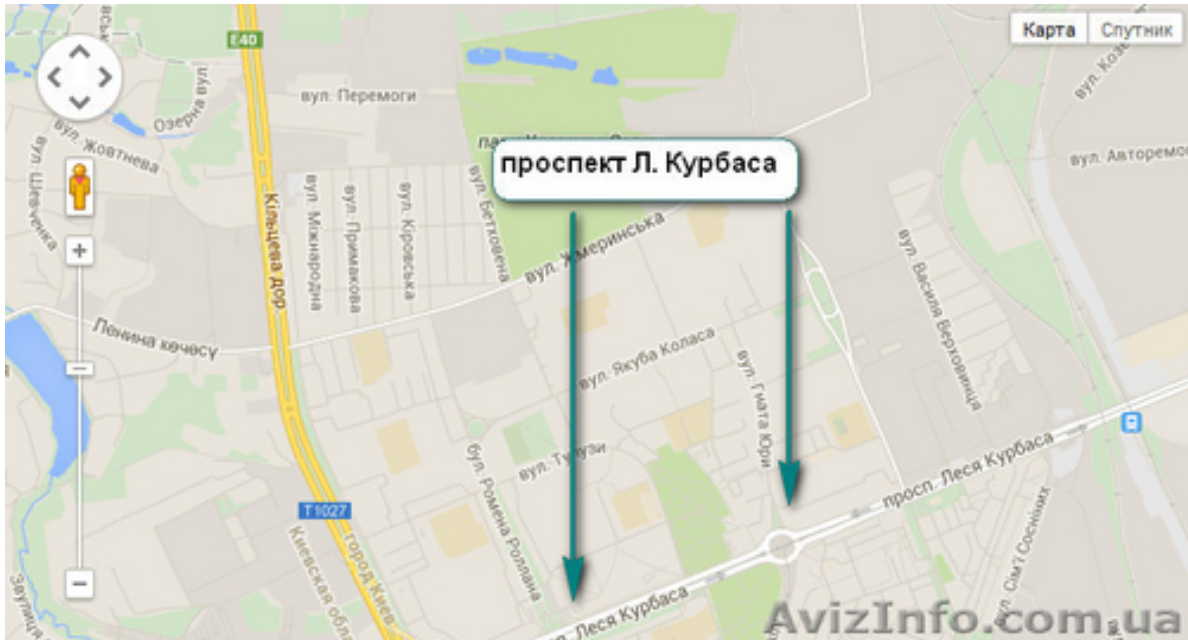 E40
Карта
Спутник
вул. Перемоги
Озерна вул.
вул. Жовтнева
вул. Шевченка
вул. Авторемо
вул. Козе
проспект Л. Курбаса
вул. Міжнародна
вул. Примакова
вул. Кіровська
вул. Бетховена
Кільцева дор.
вул. Жмеринська
вул. Василя Верховинця
Ленина көчәсү
вул. Якуба Коласа
вул. Гната Юри
вул. Тулузи
бул. Ромена Роллана
просп. Леся Курбаса
T1027
город Киев
Киевская обла
вул. Сім'ї Сосніних
Звулиця
Леся Курбаса
AvizInfo.com.ua